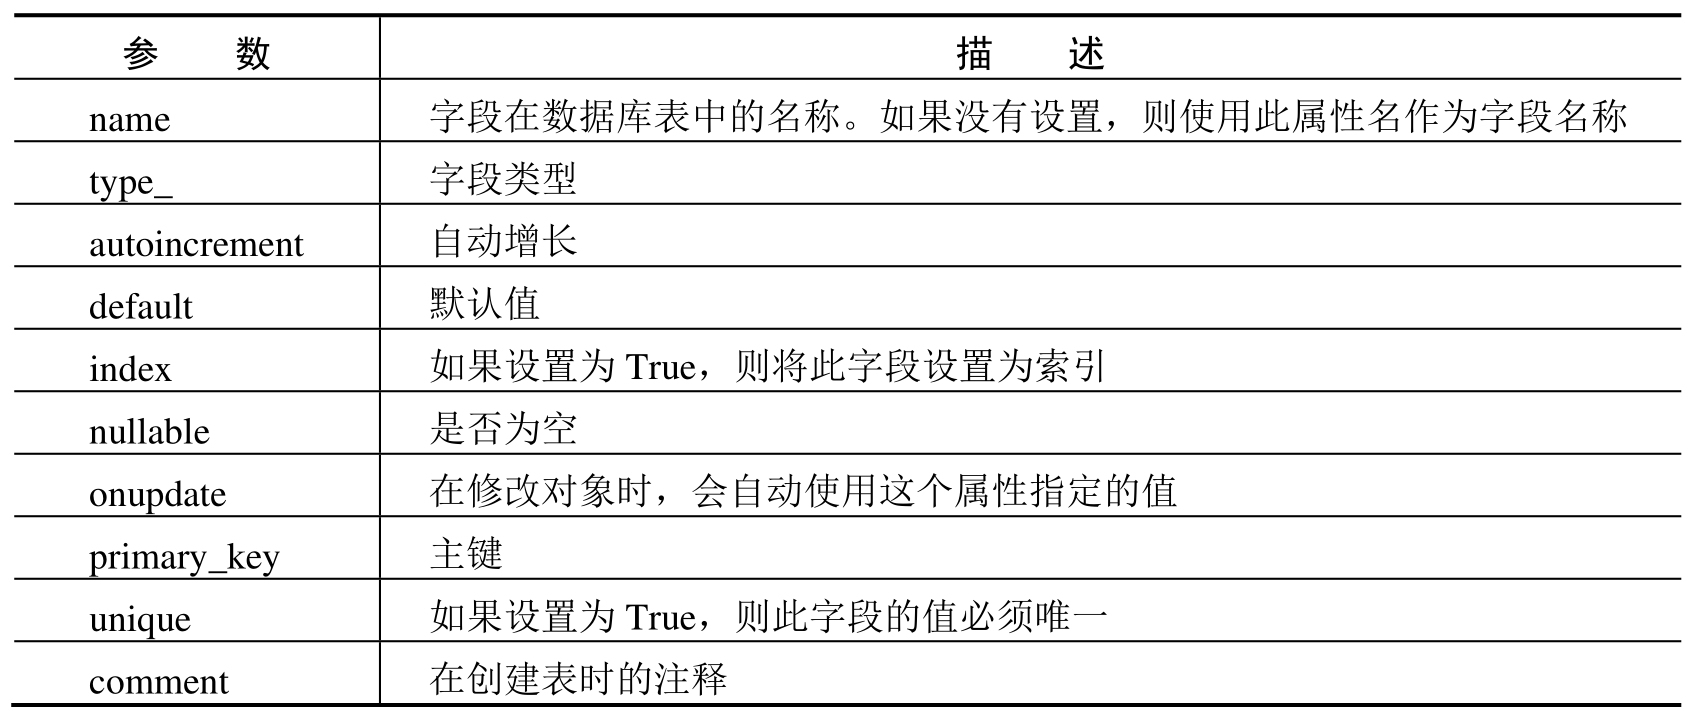 参 数 描 述
name 字段在数据库表中的名称。如果没有设置，则使用此属性名作为字段名称
type_ 字段类型
autoincrement 自动增长
default 默认值
index 如果设置为 True，则将此字段设置为索引
nullable 是否为空
onupdate 在修改对象时，会自动使用这个属性指定的值
primary_key 主键
unique 如果设置为 True，则此字段的值必须唯一
comment 在创建表时的注释